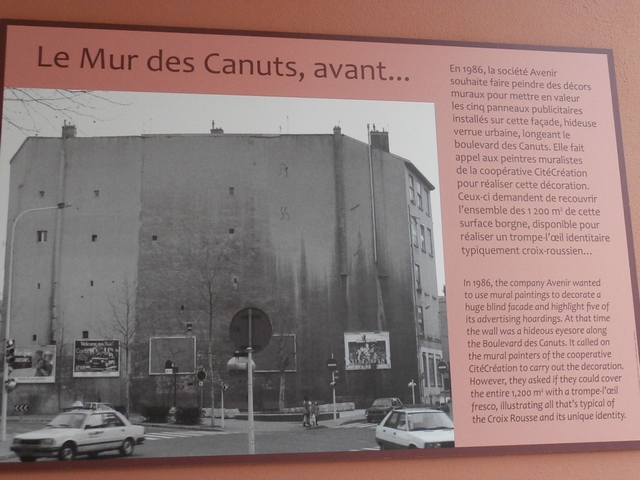 Le Mur des Canuts, avant...
En 1986, la société Avenir
souhaite faire peindre des décors
muraux pour mettre en valeur
les cinq panneaux publicitaires
installés sur cette façade, hideuse
verrue urbaine, longeant le
boulevard des Canuts. Elle fait
appel aux peintres muralistes
de la coopérative CitéCréation
pour réaliser cette décoration.
Ceux-ci demandent de recouvrir
l'ensemble des 1 200 m² de cette
surface borgne, disponible pour
réaliser un trompe-l'œil identitaire
typiquement croix-roussien...
In 1986, the company Avenir wanted
to use mural paintings to decorate a
huge blind facade and highlight five of
its advertising hoardings. At that time
the wall was a hideous eyesore along
the Boulevard des Canuts. It called on
the mural painters of the cooperative
CitéCréation to carry out the decoration.
However, they asked if they could cover
the entire 1,200 m² with a trompe-l'œil
fresco, illustrating all that's typical of
the Croix Rousse and its unique identity.